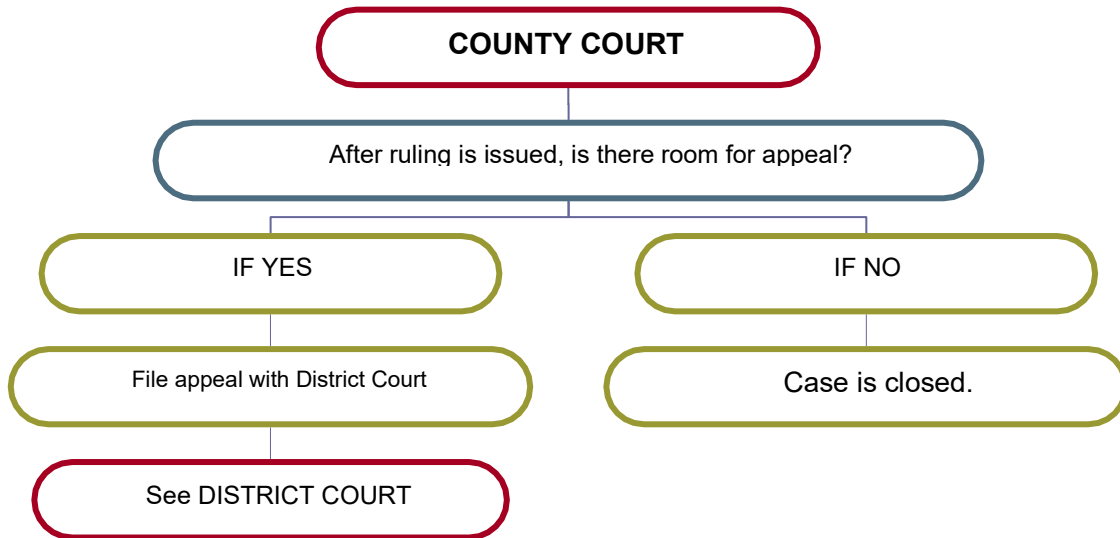 COUNTY COURT
After ruling is issued, is there room for appeal?
IF YES
IF NO
File appeal with District Court
Case is closed.
See DISTRICT COURT